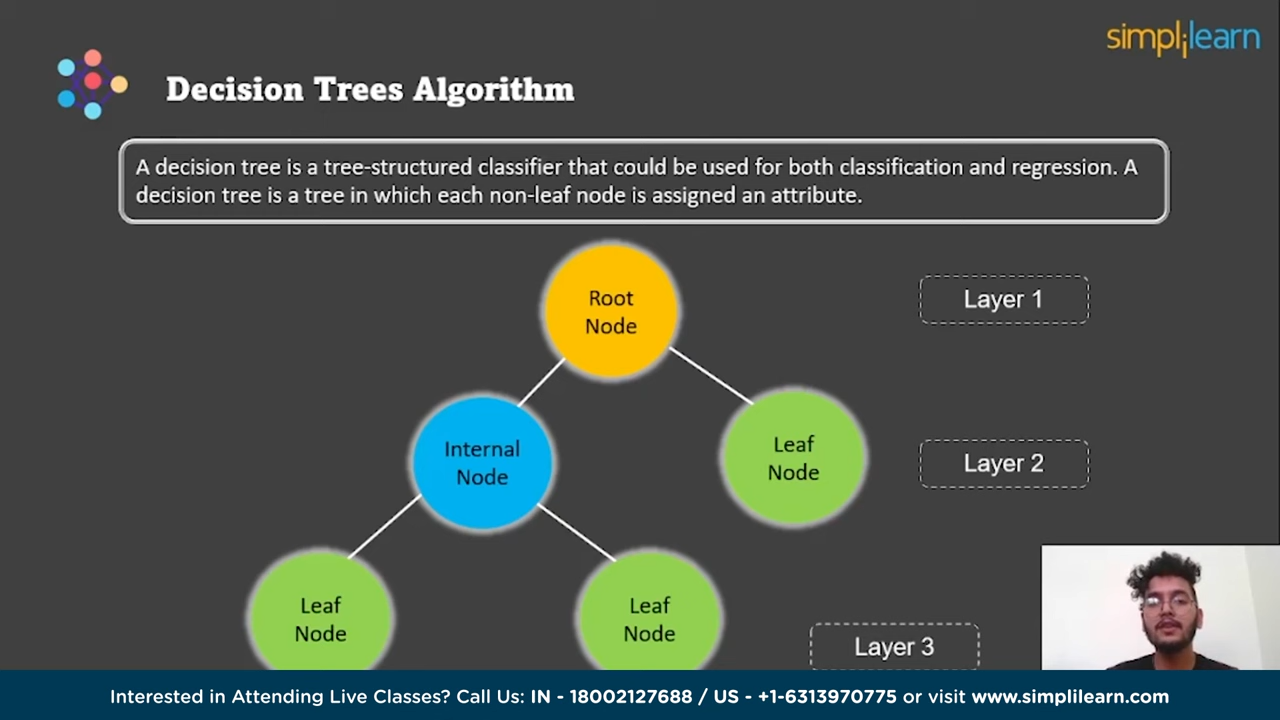 simplilearn
Decision Trees Algorithm
A decision tree is a tree-structured classifier that could be used for both classification and regression. A
decision tree is a tree in which each non-leaf node is assigned an attribute.
Root
Node
Layer 1
Internal
Node
Leaf
Node
Layer 2
Leaf
Node
Leaf
Node
Layer 3
Interested in Attending Live Classes? Call Us: IN - 18002127688 / US - +1-6313970775 or visit www.simplilearn.com